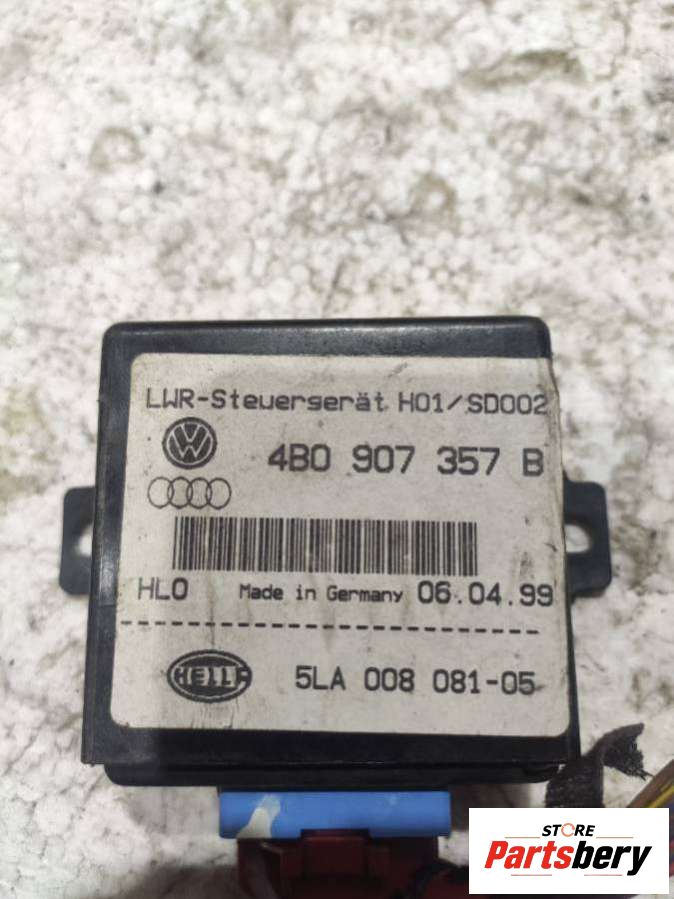 LWR-Steuergerät H01/SD002
4B0 907 357 B
HLO Made in Germany 06.04.99
HELLA 5LA 008 081-05
STORE
Partsbery